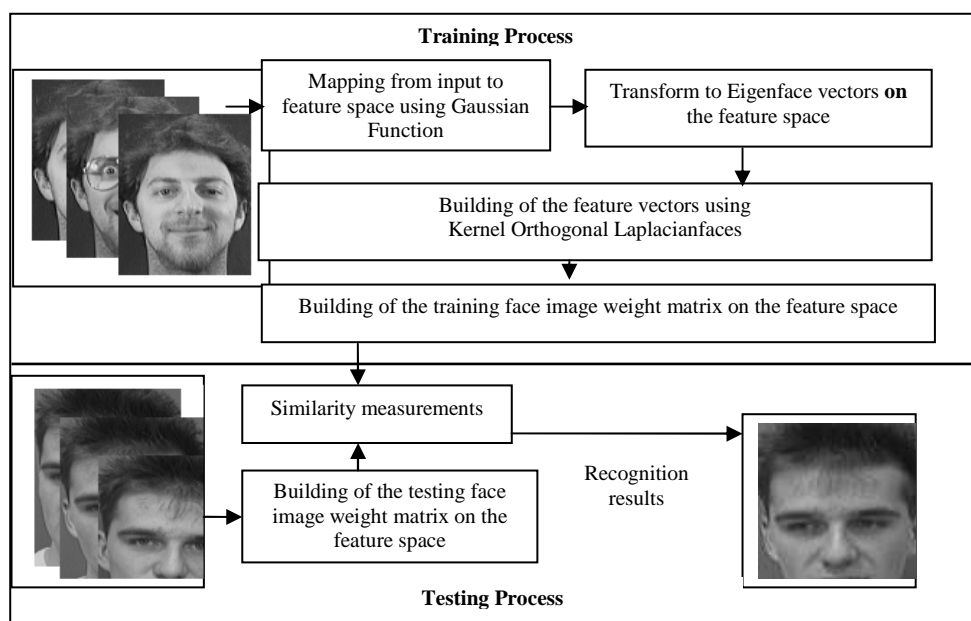 Training Process
Mapping from input to
feature space using Gaussian
Function
Transform to Eigenface vectors on
the feature space
Building of the feature vectors using
Kernel Orthogonal Laplacianfaces
Building of the training face image weight matrix on the feature space
Similarity measurements
Building of the testing face
image weight matrix on the
feature space
Recognition
results
Testing Process